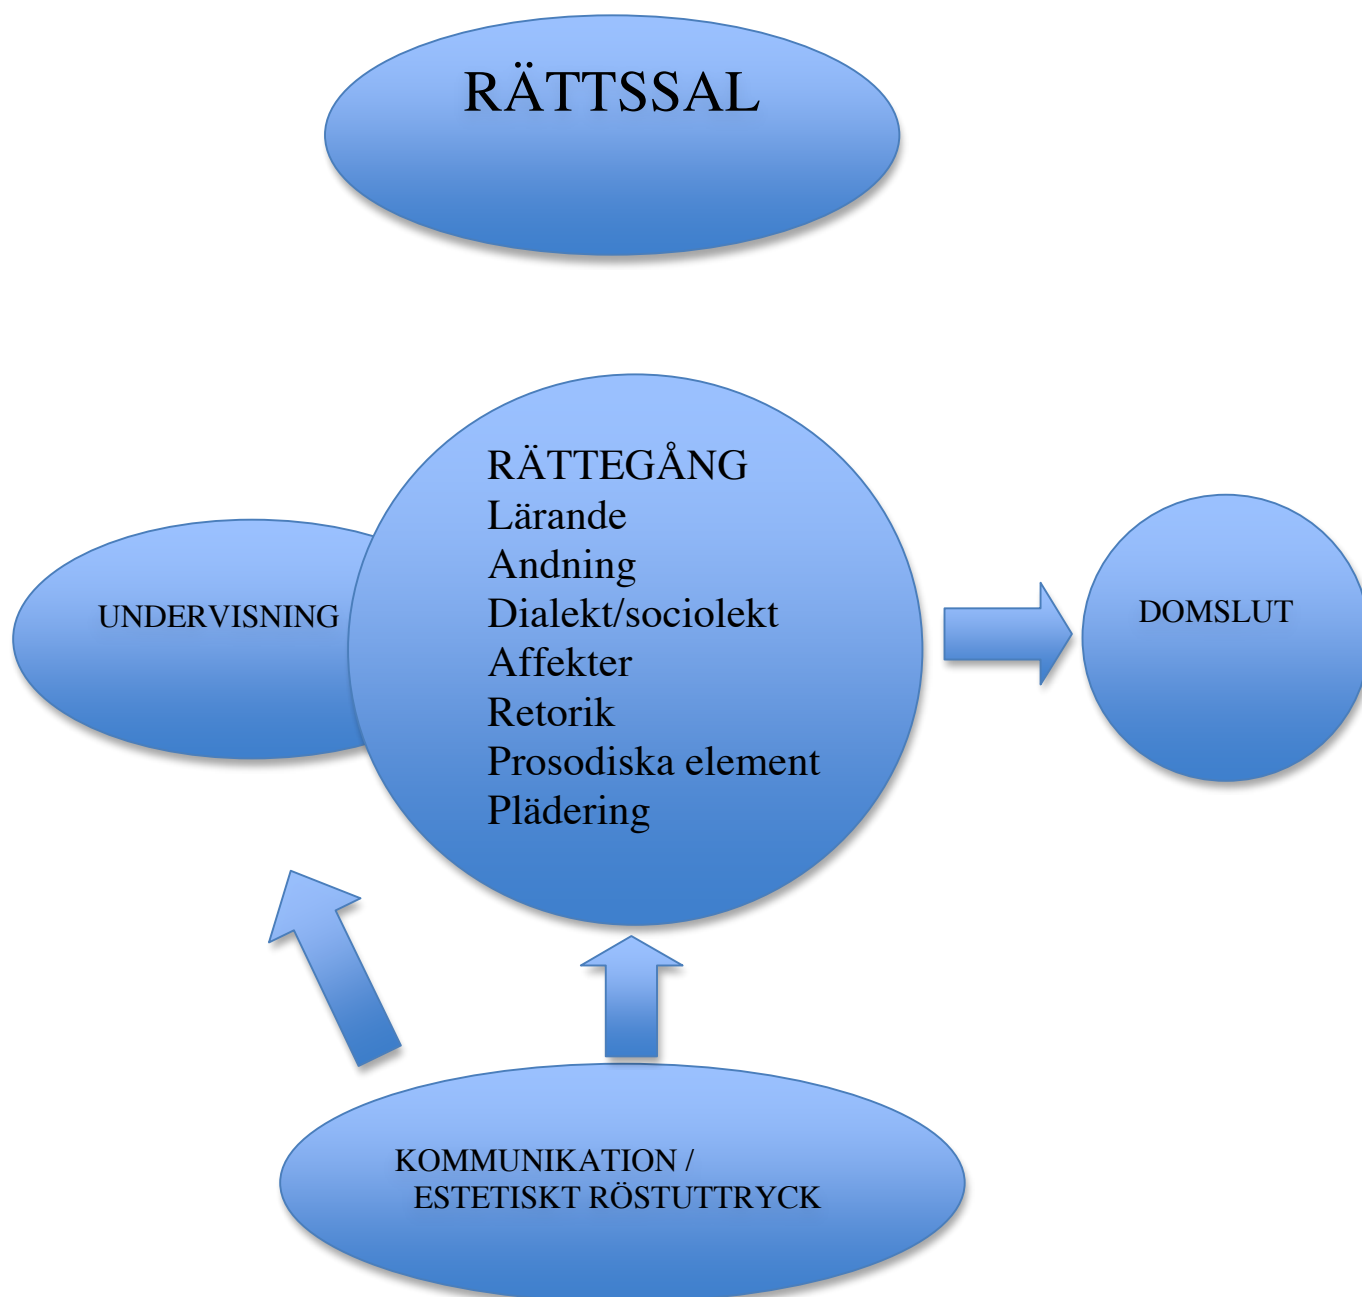 RÄTTSSAL
RÄTTEGÅNG
Lärande
Andning
Dialekt/sociolekt
Affekter
Retorik
Prosodiska element
Plädering
UNDERVISNING
DOMSLUT
KOMMUNIKATION /
ESTETISKT RÖSTUTTRYCK